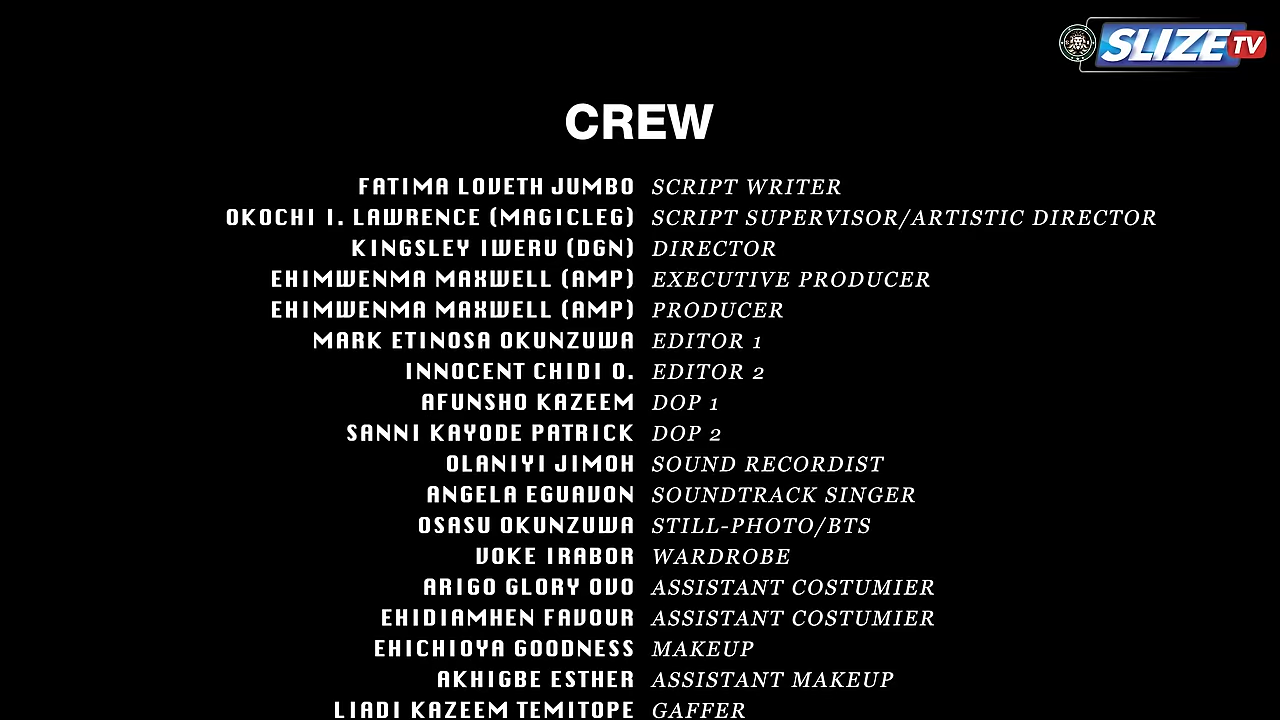 SLIZE TV
CREW
FATIMA LOVETH JUMBO SCRIPT WRITER
OKOCHI I. LAWRENCE (MAGICLEG) SCRIPT SUPERVISOR/ARTISTIC DIRECTOR
KINGSLEY IWERU (DGN) DIRECTOR
EHIMWENMA MAXWELL (AMP) EXECUTIVE PRODUCER
EHIMWENMA MAXWELL (AMP) PRODUCER
MARK ETINOSA OKUNZUWA EDITOR 1
INNOCENT CHIDI O. EDITOR 2
AFUNSHO KAZEEM DOP 1
SANNI KAYODE PATRICK DOP 2
OLANIYI JIMOH SOUND RECORDIST
ANGELA EGUAVON SOUNDTRACK SINGER
OSASU OKUNZUWA STILL-PHOTO/BTS
VOKE IRABOR WARDROBE
ARIGO GLORY OVO ASSISTANT COSTUMIER
EHIDIAMHEN FAVOUR ASSISTANT COSTUMIER
EHICHIOYA GOODNESS MAKEUP
AKHIGBE ESTHER ASSISTANT MAKEUP
LIADI KAZEEM TEMITOPE GAFFER